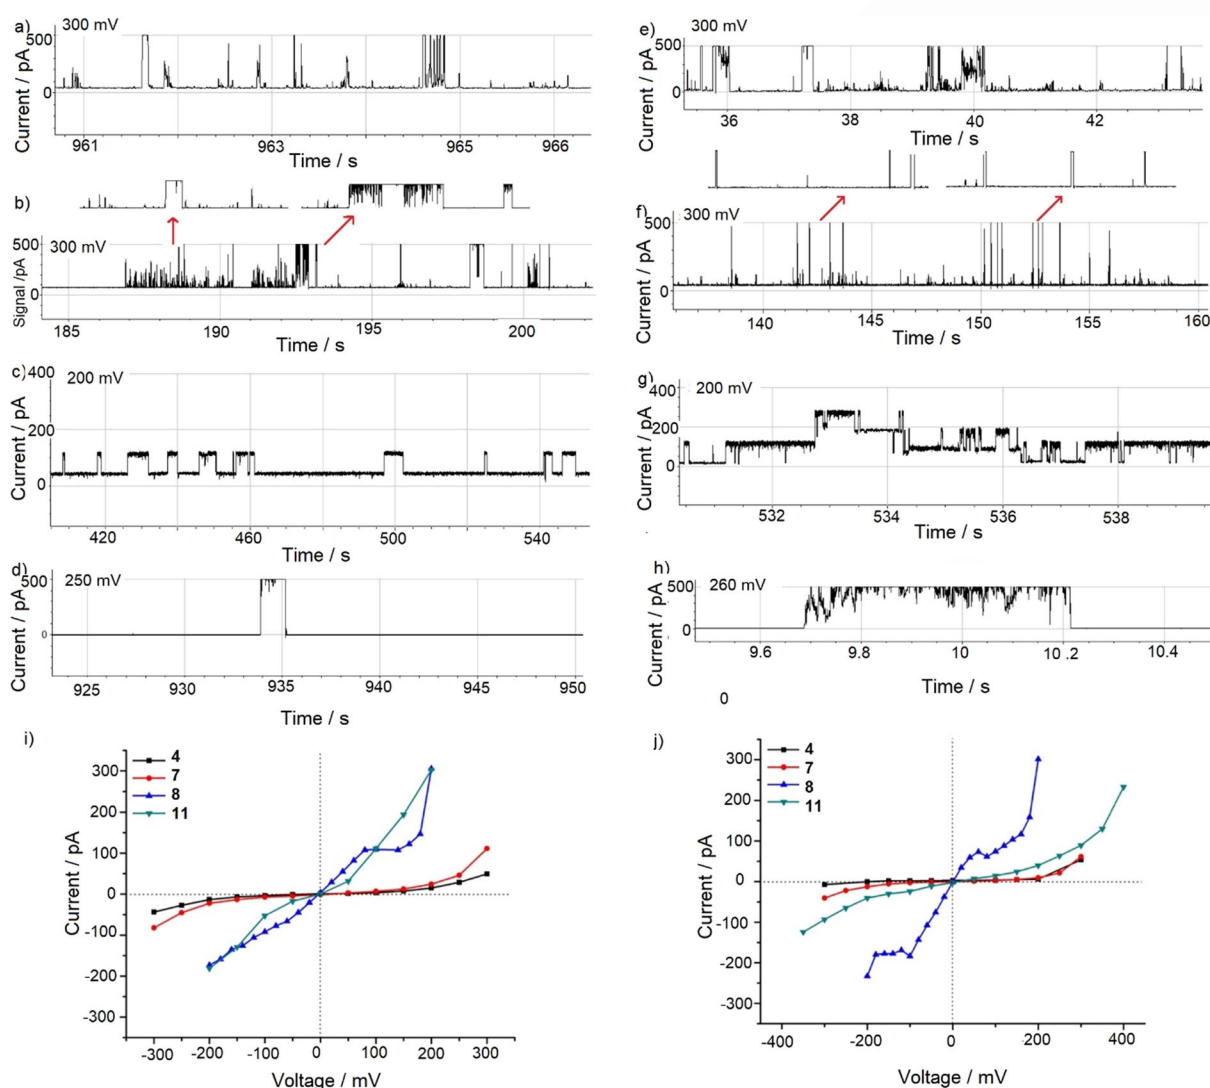 a)
300 mV
500
0
Current / pA
961
963
965
966
Time / s
b)
300 mV
500
0
Signal /pA
185
190
195
200
Time / s
c)
400
200 mV
200
0
Current / pA
420
460
500
540
Time / s
d)
500
250 mV
0
Current / pA
925
930
935
940
945
950
Time / s
e)
300 mV
500
0
Current / pA
36
38
40
42
Time / s
f)
300 mV
500
0
Current / pA
140
145
150
155
160
Time / s
g)
200 mV
400
200
0
Current / pA
532
534
536
538
Time / s
h)
500
260 mV
0
Current / pA
9.6
9.8
10
10 .2
10.4
Time / s
0
i)
4
7
8
11
300
200
100
0
-100
-200
-300
Current / pA
-300
-200
-100
0
100
200
300
Voltage / mV
j)
4
7
8
11
300
200
100
0
-100
-200
-300
Current / pA
-400
-200
0
200
400
Voltage / mV